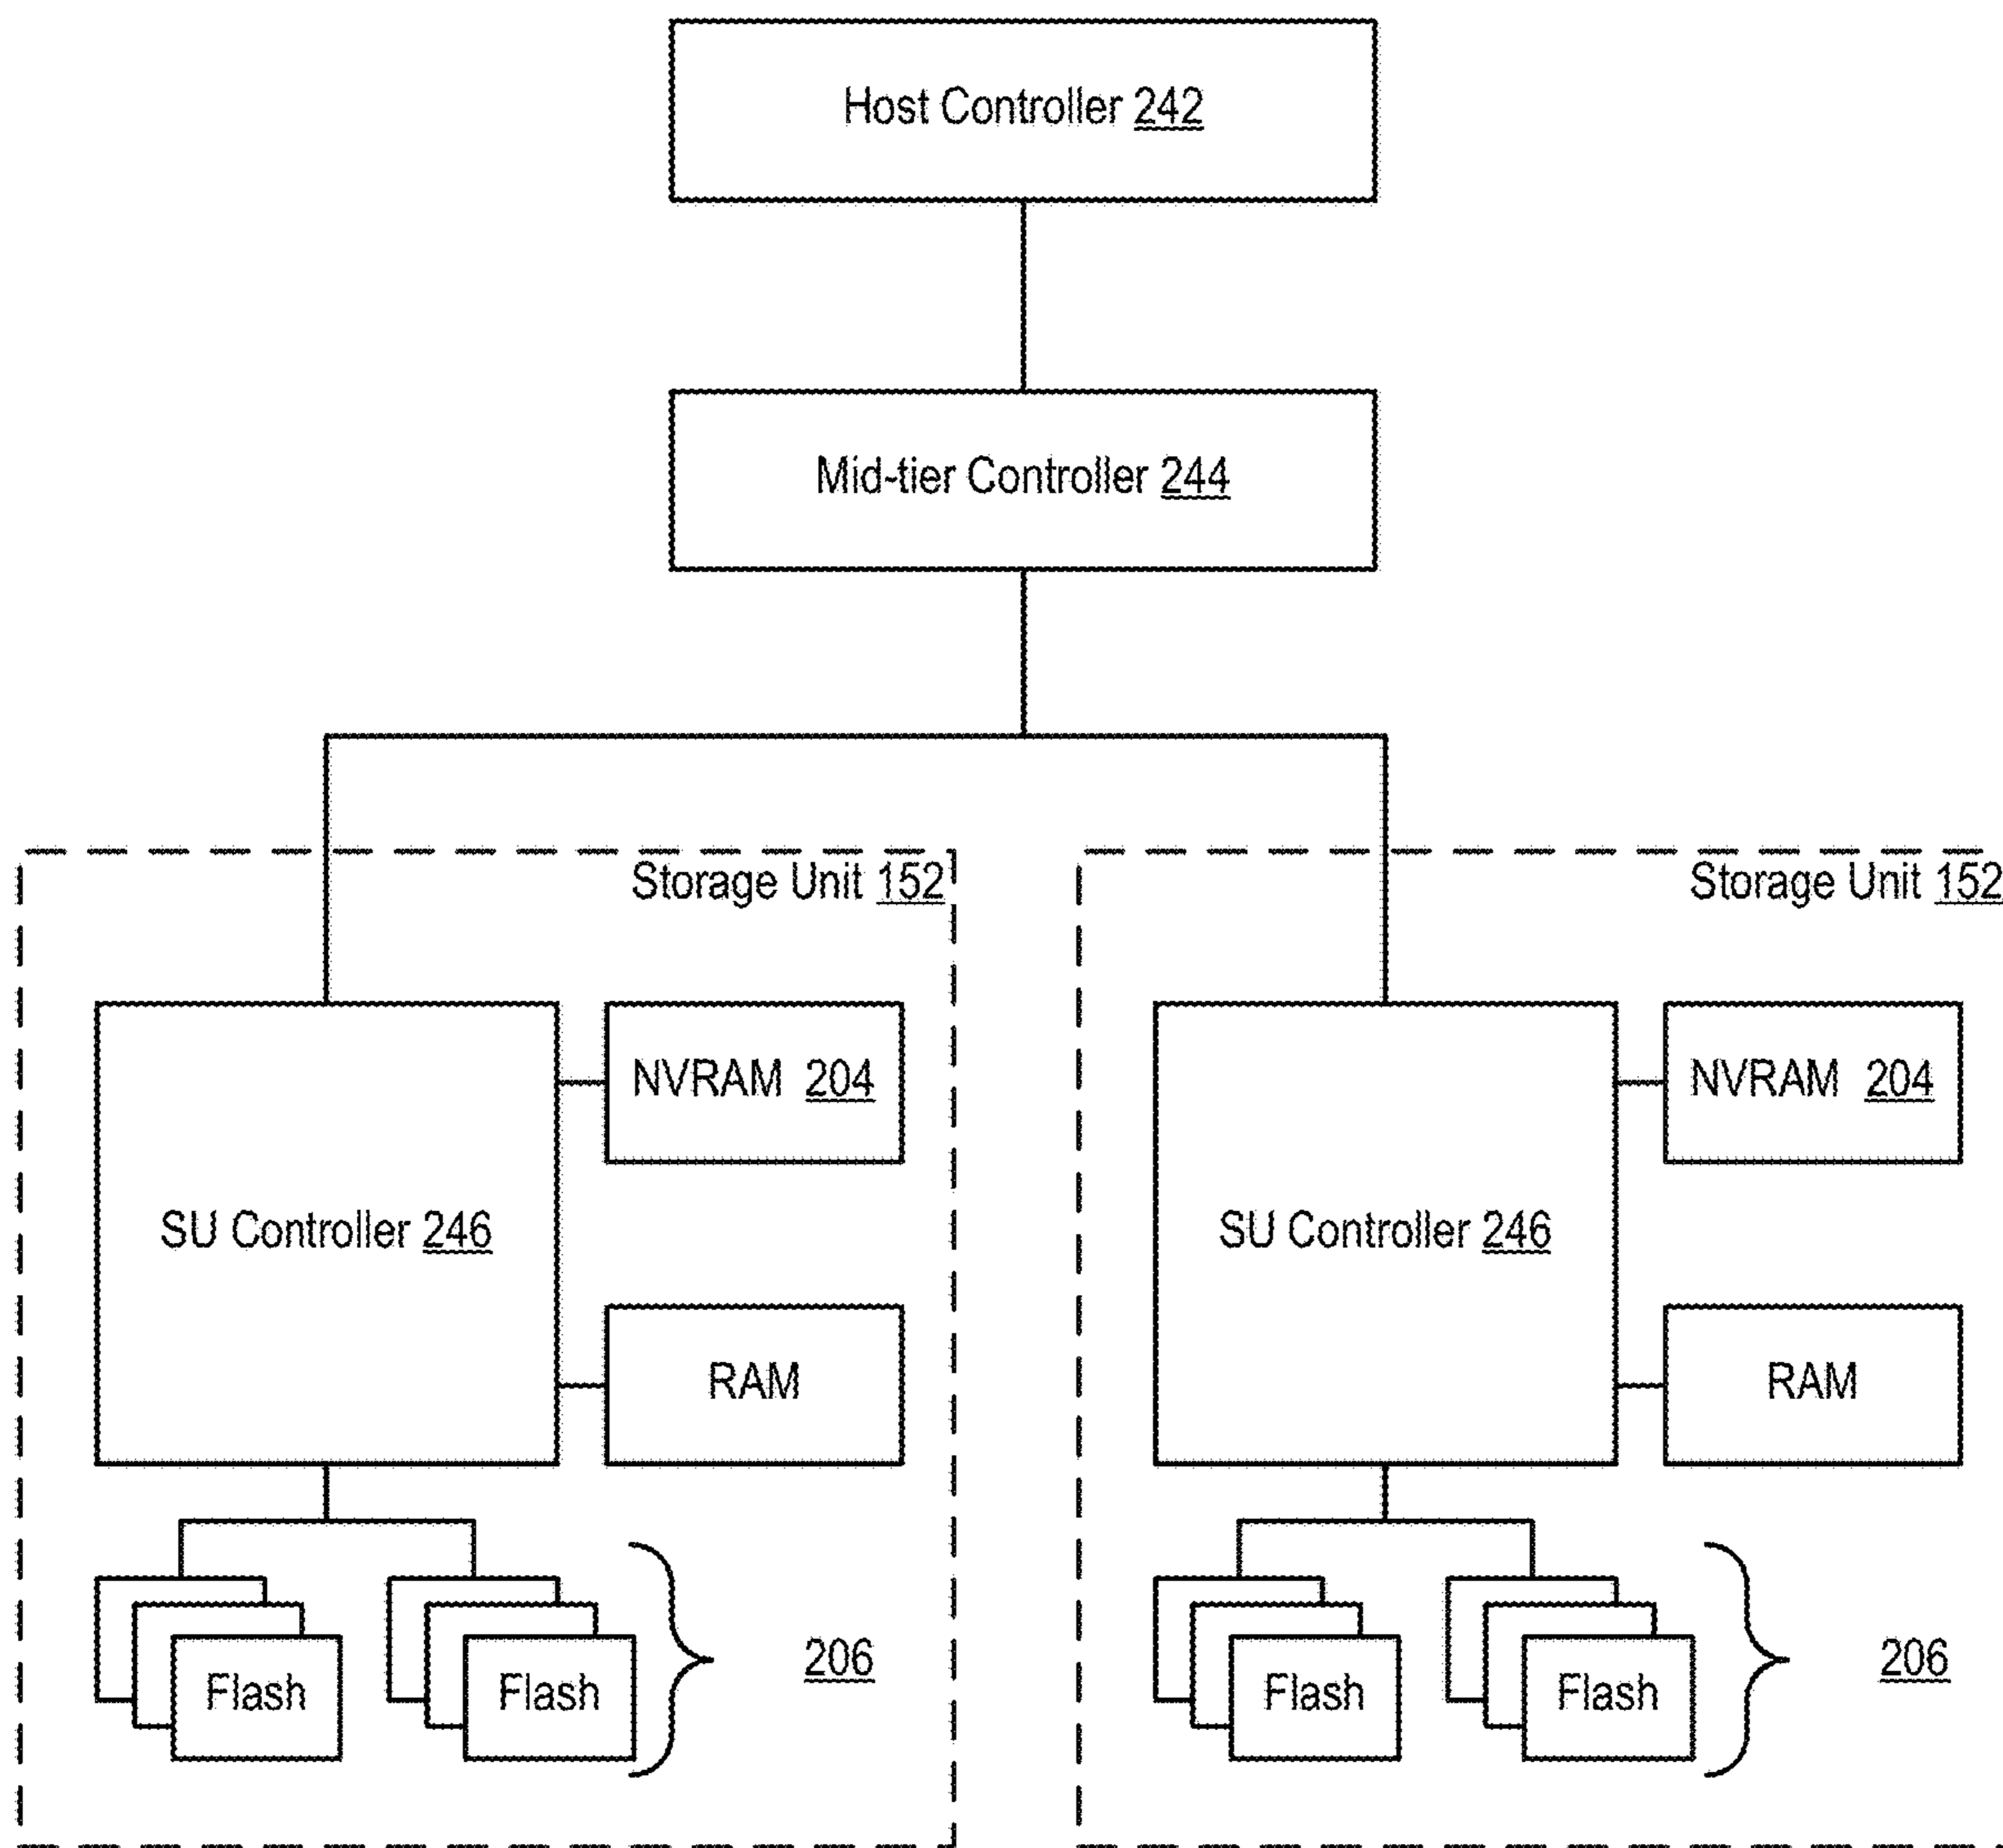 Host Controller 242
Mid-tier Controller 244
Storage Unit 152
Storage Unit 152
NVRAM 204
NVRAM 204
SU Controller 246
SU Controller 246
RAM
RAM
Flash
Flash
206
Flash
Flash
206